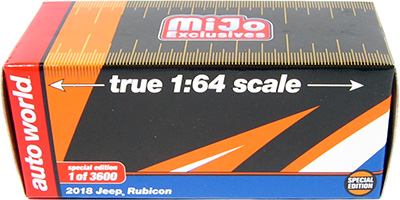 MiJo
Exclusives
true 1:64 scale
auto world
special edition
1 of 3600
2018 Jeep® Rubicon
SPECIAL
EDITION